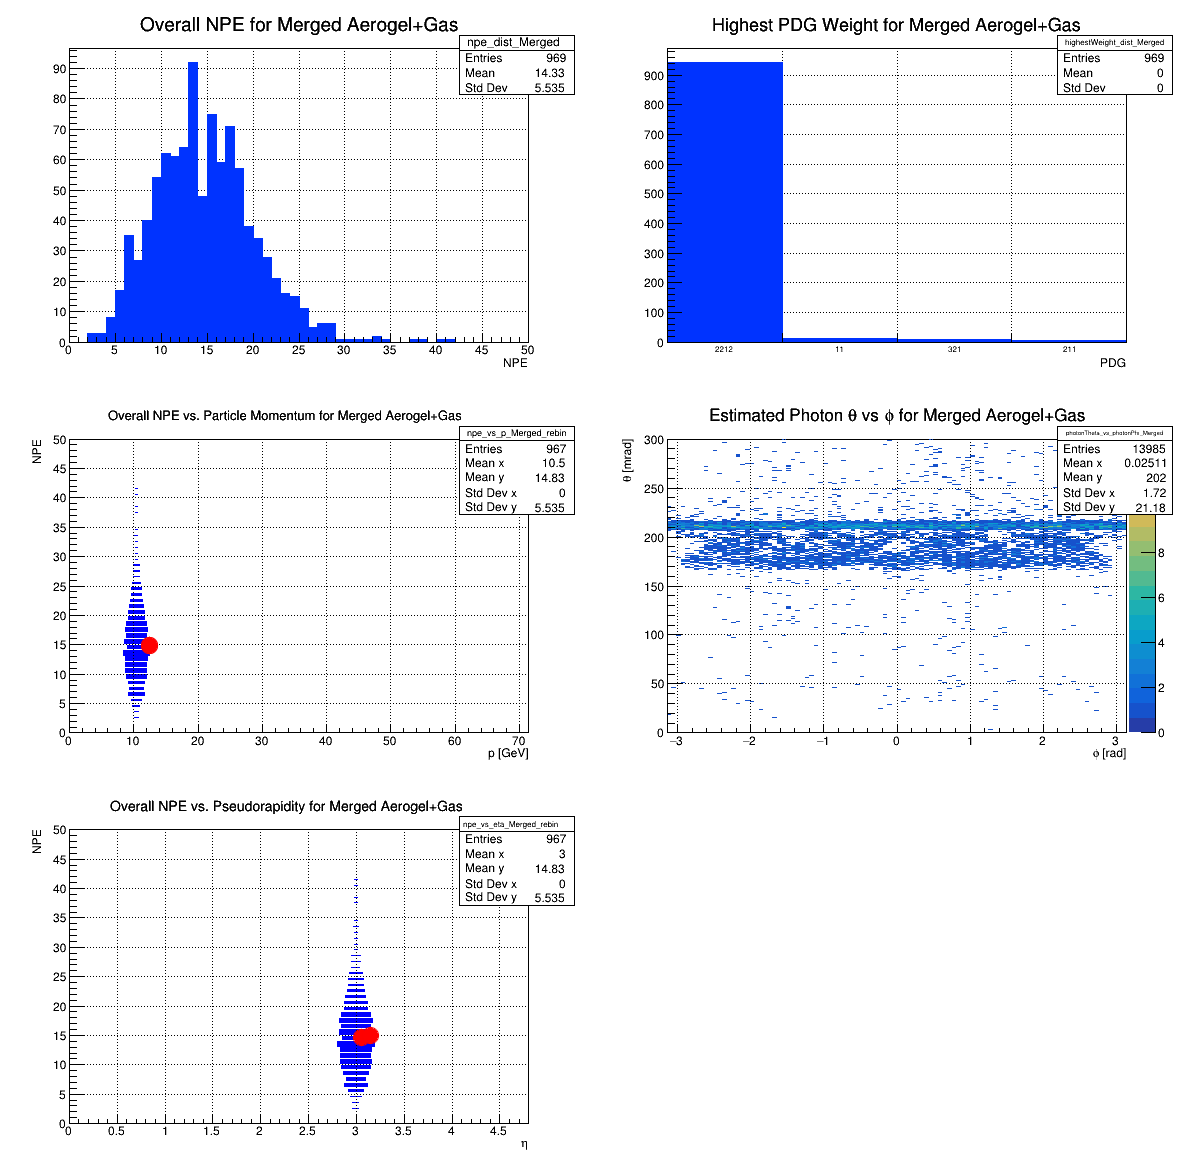 Overall NPE for Merged Aerogel+Gas
npe_dist_Merged
Entries 969
Mean 14.33
Std Dev 5.535
90
80
70
60
50
40
30
20
10
0
0 5 10 15 20 25 30 35 40 45 50
NPE
Highest PDG Weight for Merged Aerogel+Gas
highestWeight_dist_Merged
Entries 969
Mean 0
Std Dev 0
900
800
700
600
500
400
300
200
100
0
2212 11 321 211
PDG
Overall NPE vs. Particle Momentum for Merged Aerogel+Gas
npe_vs_p_Merged_rebin
Entries 967
Mean x 10.5
Mean y 14.83
Std Dev x 0
Std Dev y 5.535
NPE
50
45
40
35
30
25
20
15
10
5
0
0 10 20 30 40 50 60 70
p [GeV]
Estimated Photon θ vs ϕ for Merged Aerogel+Gas
photonTheta_vs_photonPhi_Merged
Entries 13985
Mean x 0.02511
Mean y 202
Std Dev x 1.72
Std Dev y 21.18
θ [mrad]
300
250
200
150
100
50
0
−3 −2 −1 0 1 2 3
ϕ [rad]
8
6
4
2
0
Overall NPE vs. Pseudorapidity for Merged Aerogel+Gas
npe_vs_eta_Merged_rebin
Entries 967
Mean x 3
Mean y 14.83
Std Dev x 0
Std Dev y 5.535
NPE
50
45
40
35
30
25
20
15
10
5
0
0 0.5 1 1.5 2 2.5 3 3.5 4 4.5
η